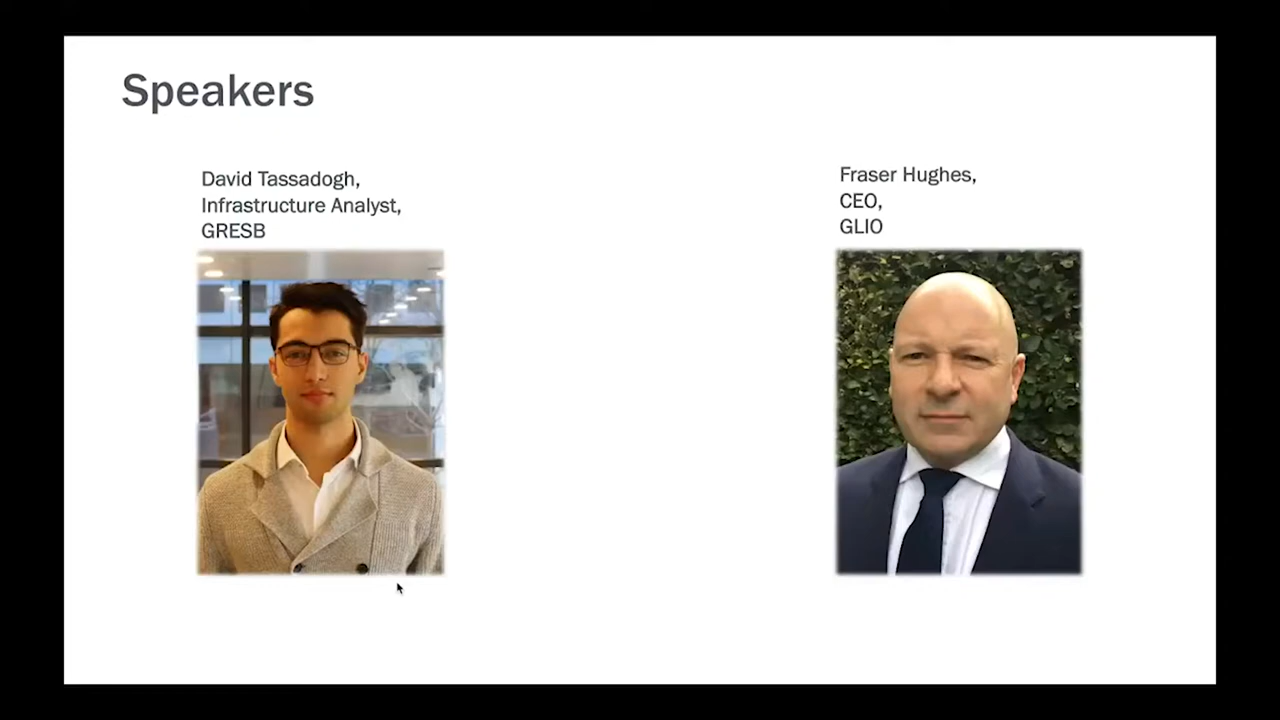 Speakers
David Tassadogh,
Infrastructure Analyst,
GRESB
Fraser Hughes,
CEO,
GLIO